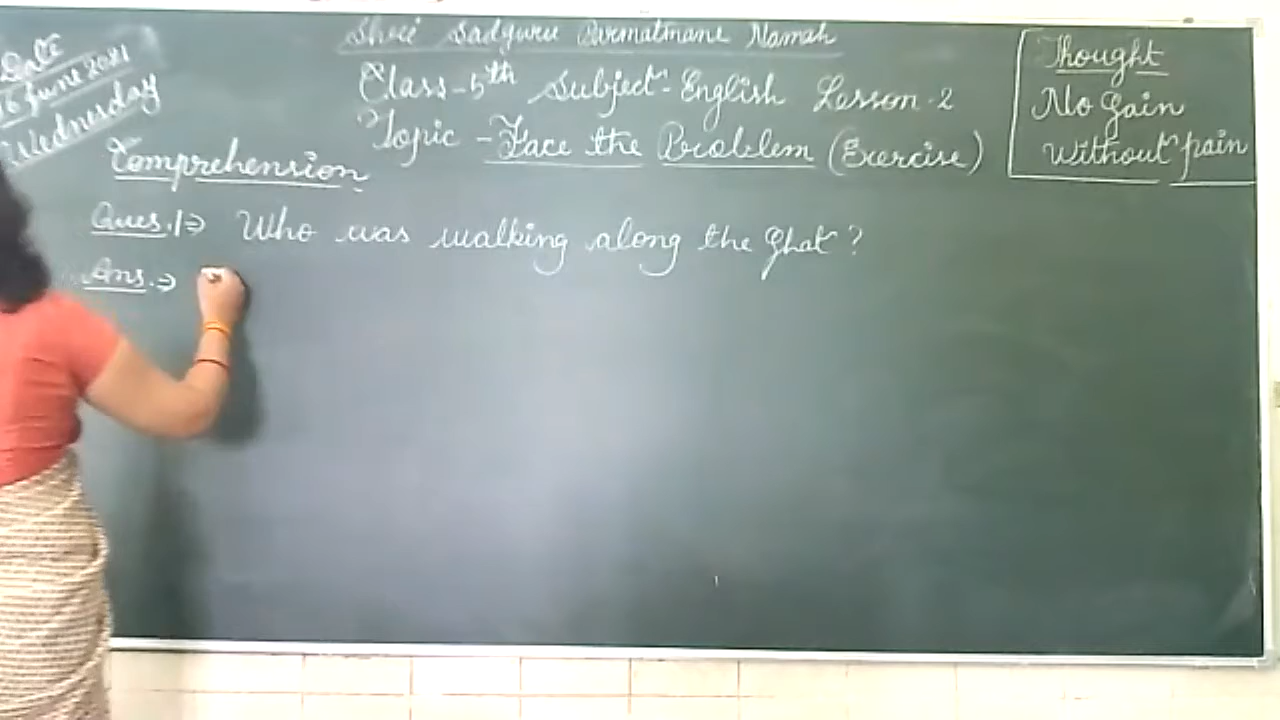 Shree Sadguru Parmatmane Namah
Date
16 June 2021
Wednesday
Class-5th Subject-English Lesson-2
Topic - Face the Problem (Exercise)
Thought
No Gain
Without pain
Comprehension
Ques.1→ Who was walking along the ghat?
Ans.→